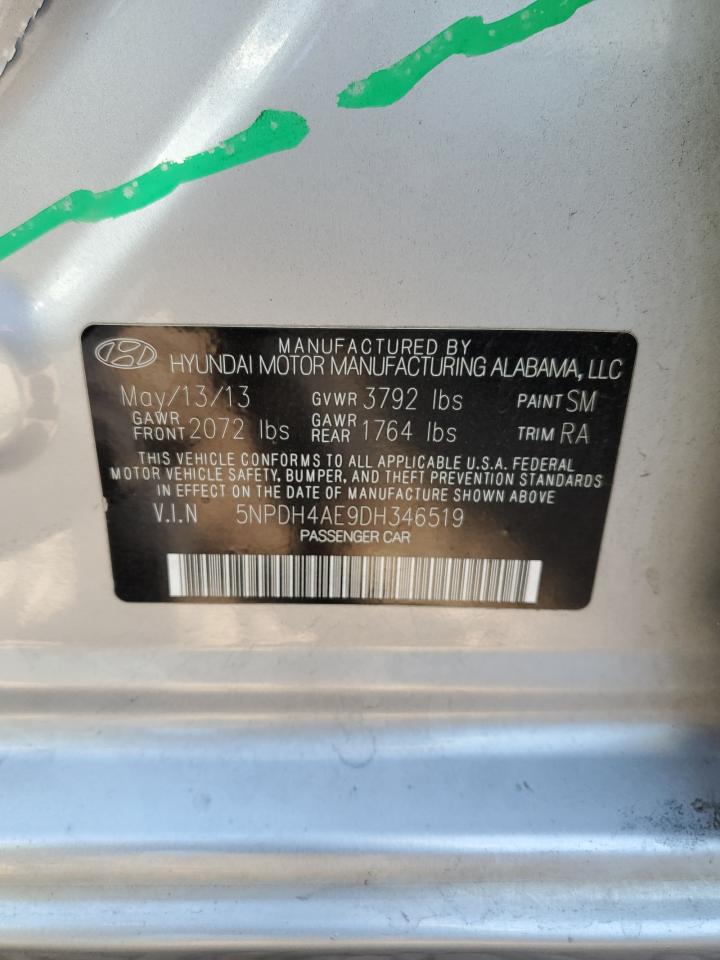 MANUFACTURED BY
HYUNDAI MOTOR MANUFACTURING ALABAMA, LLC
May/13/13 GVWR 3792 lbs PAINT SM
GAWR FRONT 2072 lbs GAWR REAR 1764 lbs TRIM RA
THIS VEHICLE CONFORMS TO ALL APPLICABLE U.S.A. FEDERAL
MOTOR VEHICLE SAFETY, BUMPER, AND THEFT PREVENTION STANDARDS
IN EFFECT ON THE DATE OF MANUFACTURE SHOWN ABOVE.
V.I.N 5NPDH4AE9DH346519
PASSENGER CAR